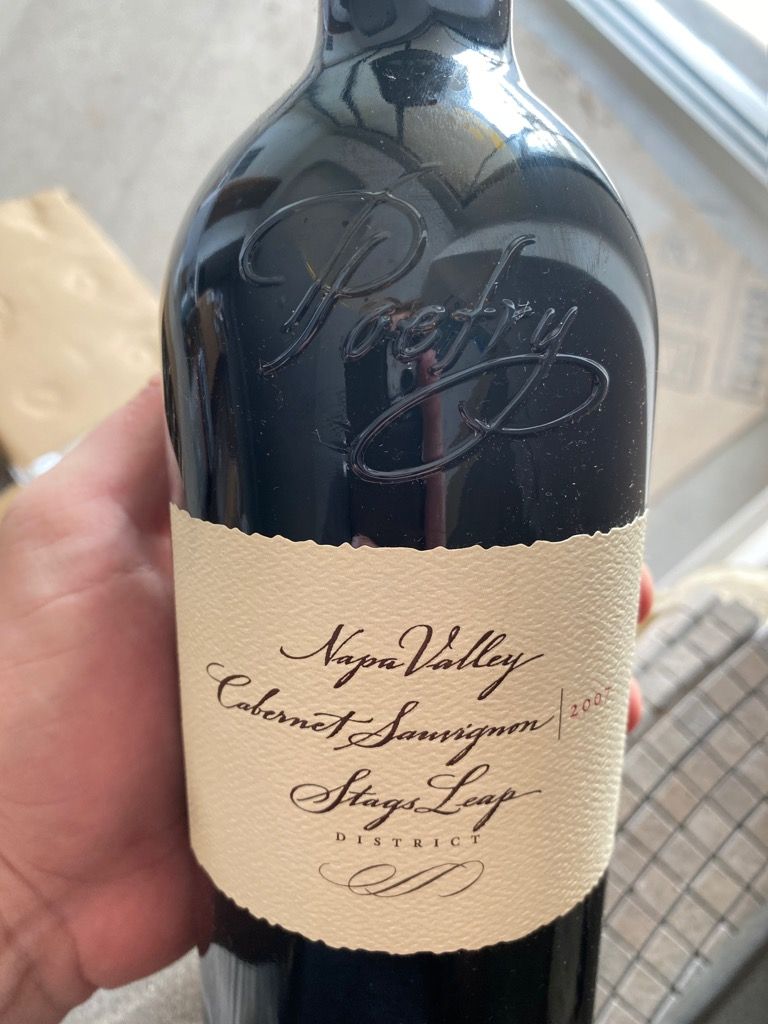 Poetry
Napa Valley
Cabernet Sauvignon | 2007
Stags Leap
DISTRICT